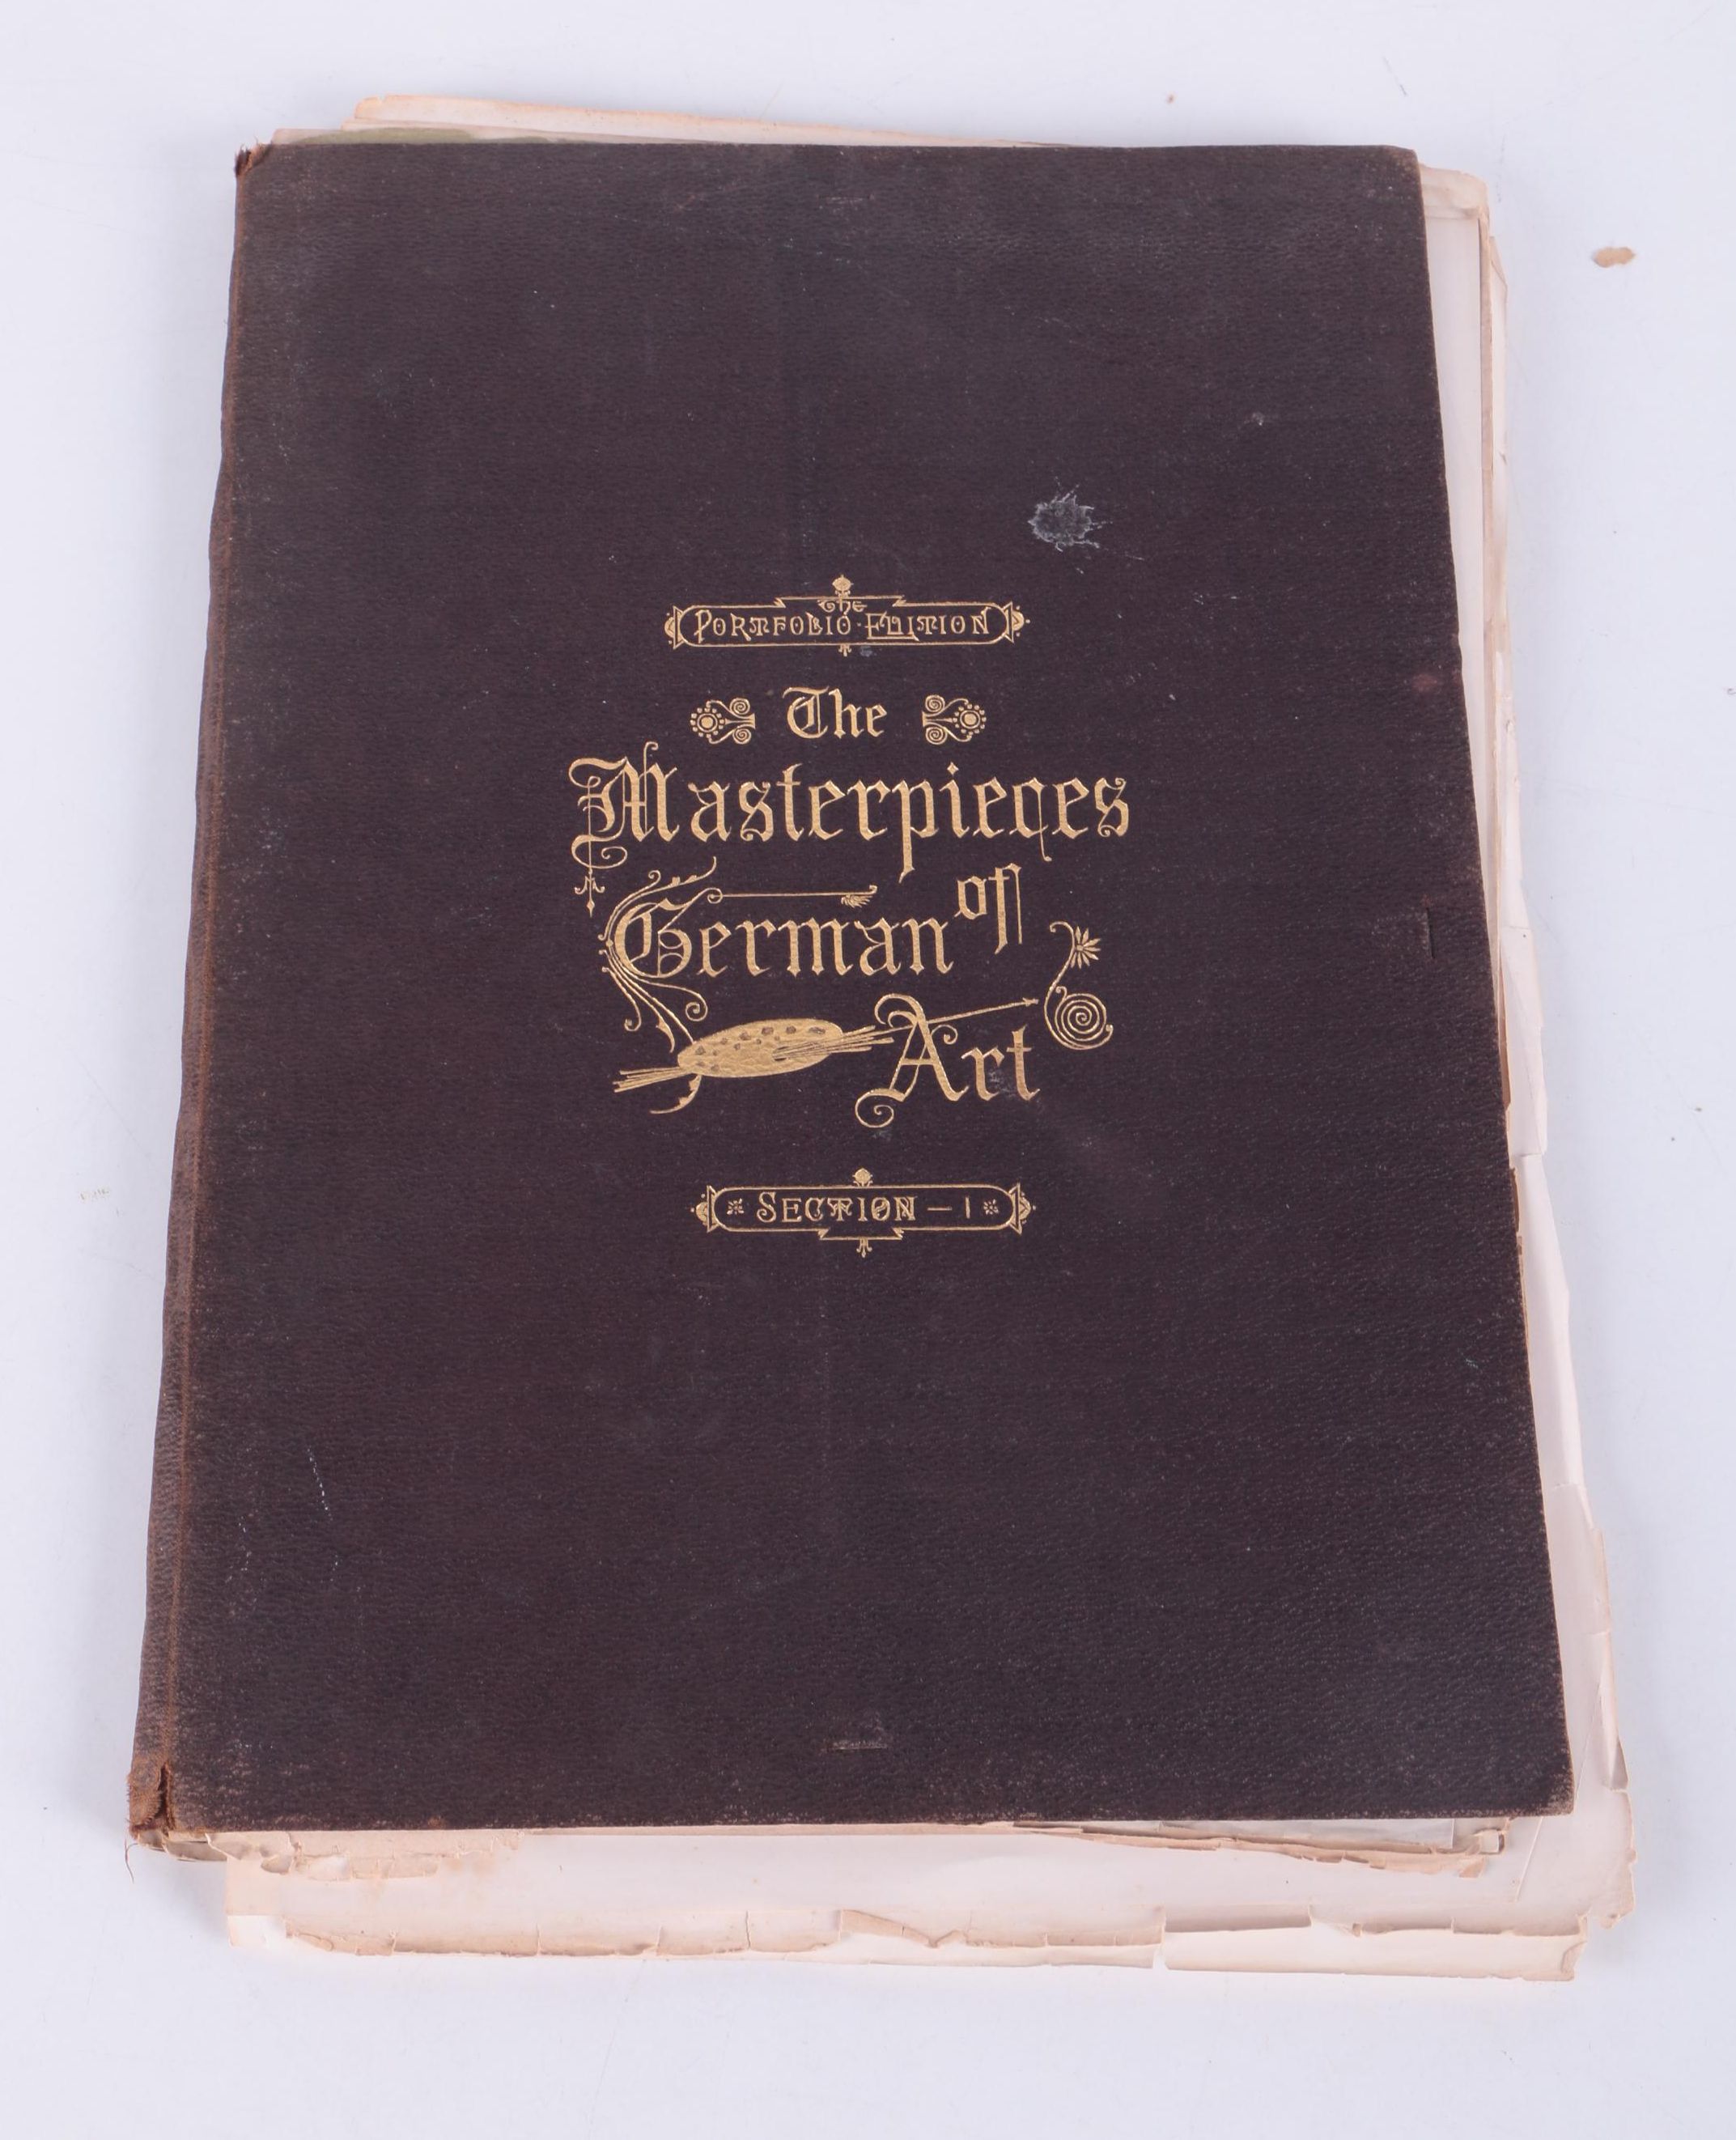 The
PORTFOLIO·EDITION
The
Masterpieces
of
German
Art
SECTION – 1